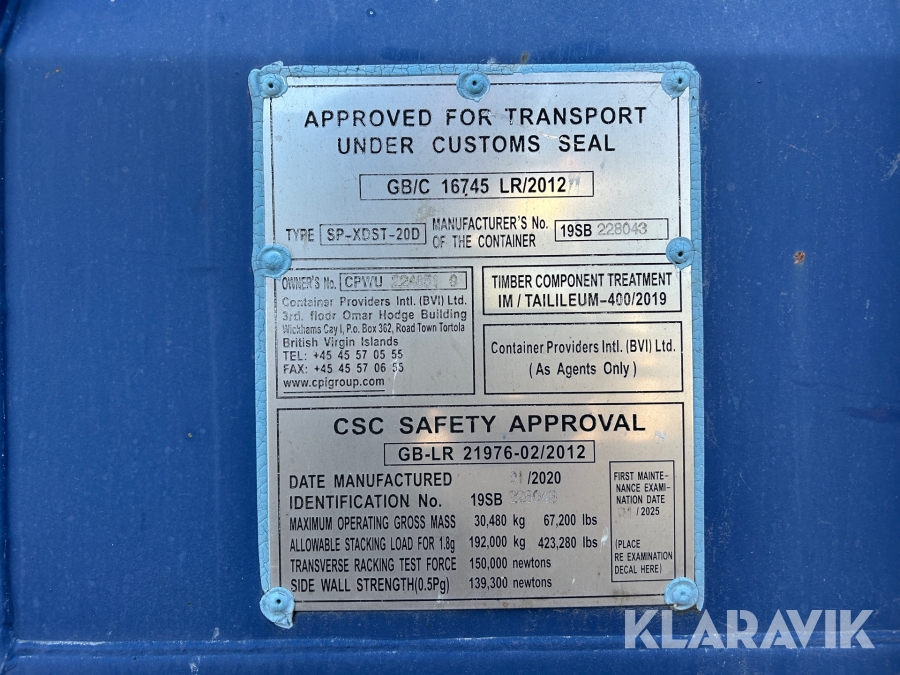 APPROVED FOR TRANSPORT
UNDER CUSTOMS SEAL
GB/C 16745 LR/2012
TYPE SP-XDST-20D
MANUFACTURER'S No.
OF THE CONTAINER
19SB 228043
OWNER'S No. CPWU
Container Providers Intl. (BVI) Ltd.
3rd. floor Omar Hodge Building
Wickhams Cay I, P.o. Box 362, Road Town Tortola
British Virgin Islands
TEL: +45 45 57 05 55
FAX: +45 45 57 06 55
www.cpigroup.com
TIMBER COMPONENT TREATMENT
IM / TAILILEUM-400/2019
Container Providers Intl. (BVI) Ltd.
( As Agents Only )
CSC SAFETY APPROVAL
GB-LR 21976-02/2012
DATE MANUFACTURED /2020
IDENTIFICATION No. 19SB
MAXIMUM OPERATING GROSS MASS 30,480 kg 67,200 lbs
ALLOWABLE STACKING LOAD FOR 1.8g 192,000 kg 423,280 lbs
TRANSVERSE RACKING TEST FORCE 150,000 newtons
SIDE WALL STRENGTH(0.5Pg) 139,300 newtons
FIRST MAINTE-
NANCE EXAMI-
NATION DATE
/ 2025
(PLACE
RE EXAMINATION
DECAL HERE)
KLARAVIK